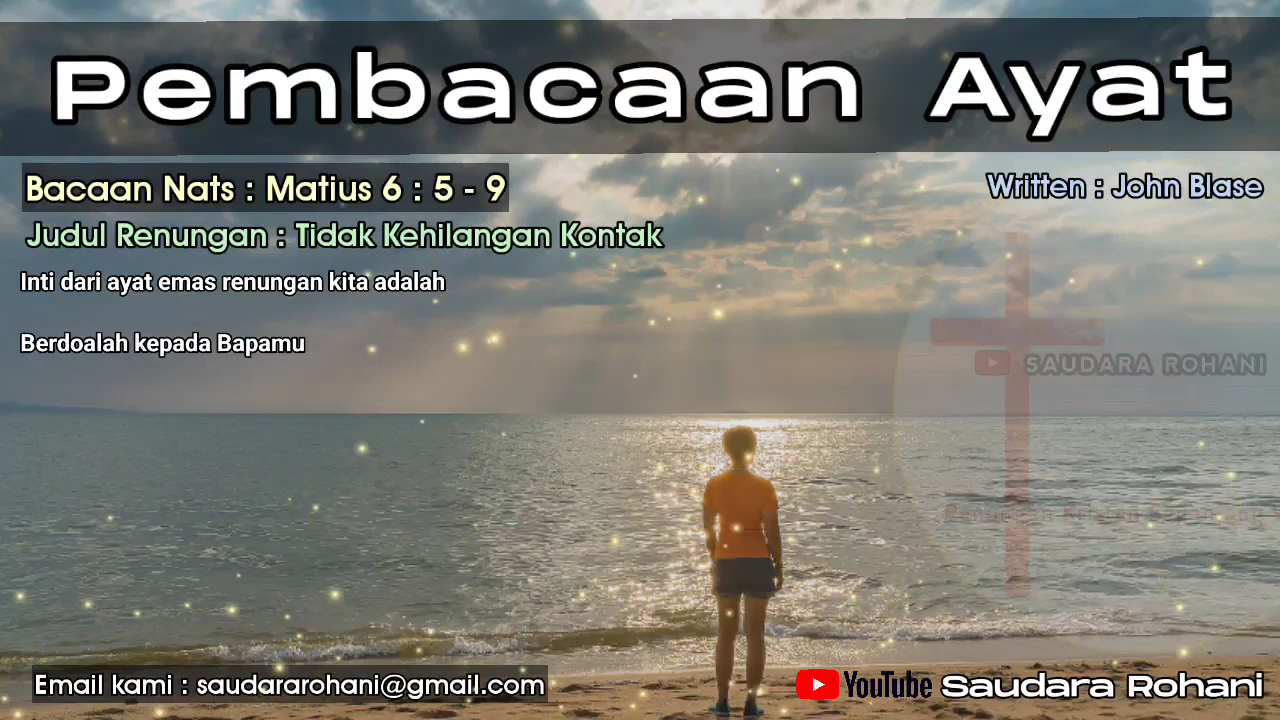 Pembacaan Ayat
Bacaan Nats : Matius 6 : 5 - 9
Written : John Blase
Judul Renungan : Tidak Kehilangan Kontak
Inti dari ayat emas renungan kita adalah
Berdoalah kepada Bapamu
SAUDARA ROHANI
Email kami : saudararohani@gmail.com
YouTube Saudara Rohani